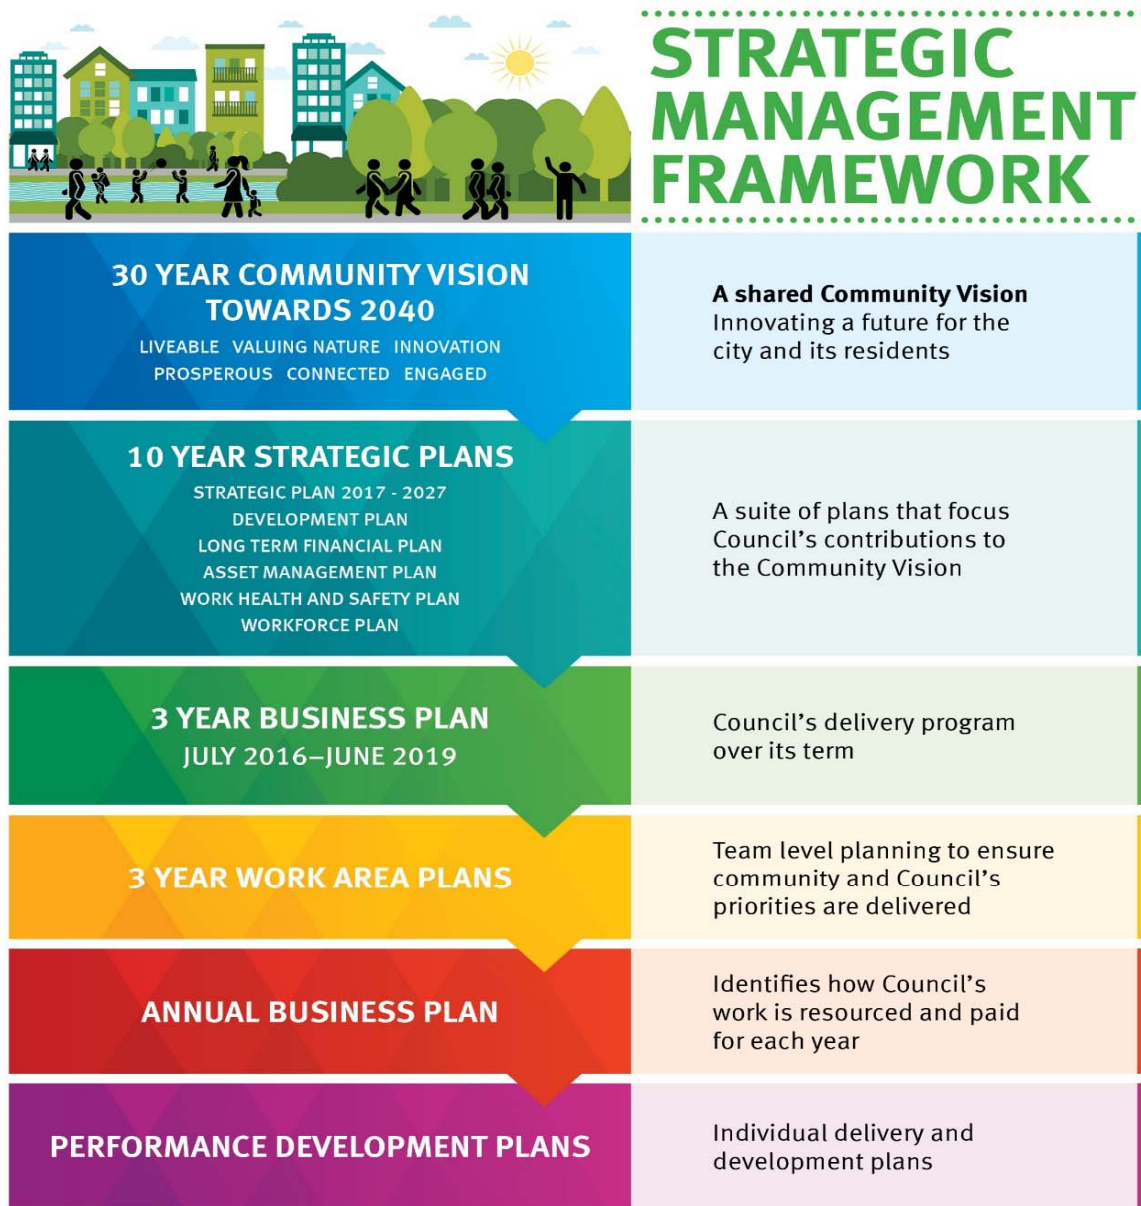 STRATEGIC
MANAGEMENT
FRAMEWORK
30 YEAR COMMUNITY VISION
TOWARDS 2040
LIVEABLE VALUING NATURE INNOVATION
PROSPEROUS CONNECTED ENGAGED
A shared Community Vision
Innovating a future for the
city and its residents
10 YEAR STRATEGIC PLANS
STRATEGIC PLAN 2017 - 2027
DEVELOPMENT PLAN
LONG TERM FINANCIAL PLAN
ASSET MANAGEMENT PLAN
WORK HEALTH AND SAFETY PLAN
WORKFORCE PLAN
A suite of plans that focus
Council's contributions to
the Community Vision
3 YEAR BUSINESS PLAN
JULY 2016–JUNE 2019
Council's delivery program
over its term
3 YEAR WORK AREA PLANS
Team level planning to ensure
community and Council's
priorities are delivered
ANNUAL BUSINESS PLAN
Identifies how Council's
work is resourced and paid
for each year
PERFORMANCE DEVELOPMENT PLANS
Individual delivery and
development plans